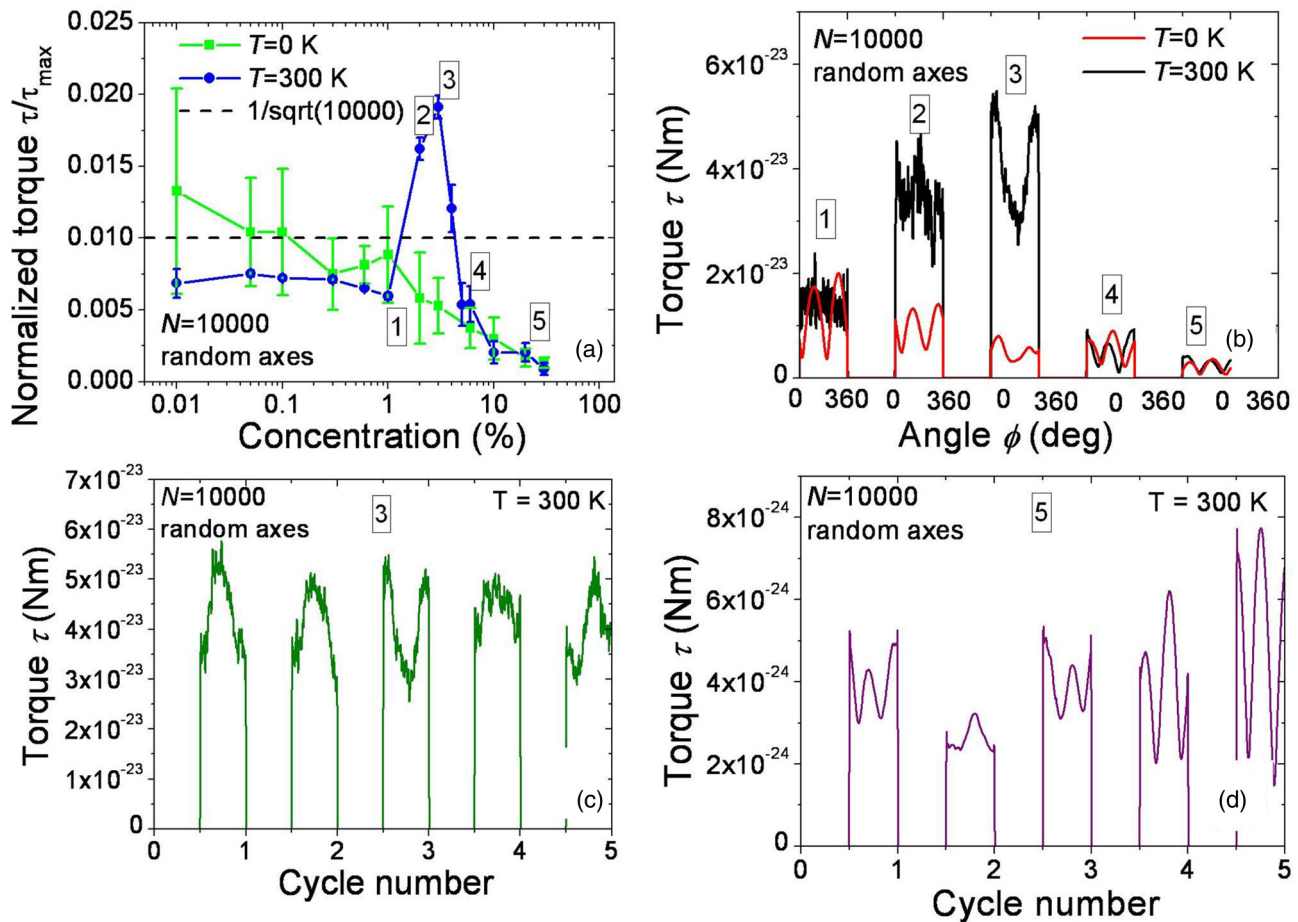 0.025
0.020
0.015
0.010
0.005
0.000
Normalized torque τ/τmax
T=0 K
T=300 K
1/sqrt(10000)
3
2
1
4
5
N=10000
random axes
(a)
0.01 0.1 1 10 100
Concentration (%)
6x10-23
4x10-23
2x10-23
0
Torque τ (Nm)
N=10000
random axes
T=0 K
T=300 K
1
2
3
4
5
(b)
0 360 0 360 0 360 0 360 0 360
Angle ϕ (deg)
7x10-23
6x10-23
5x10-23
4x10-23
3x10-23
2x10-23
1x10-23
0
Torque τ (Nm)
N=10000
random axes
3
T = 300 K
(c)
0 1 2 3 4 5
Cycle number
8x10-24
6x10-24
4x10-24
2x10-24
0
Torque τ (Nm)
N=10000
random axes
5
T = 300 K
(d)
0 1 2 3 4 5
Cycle number